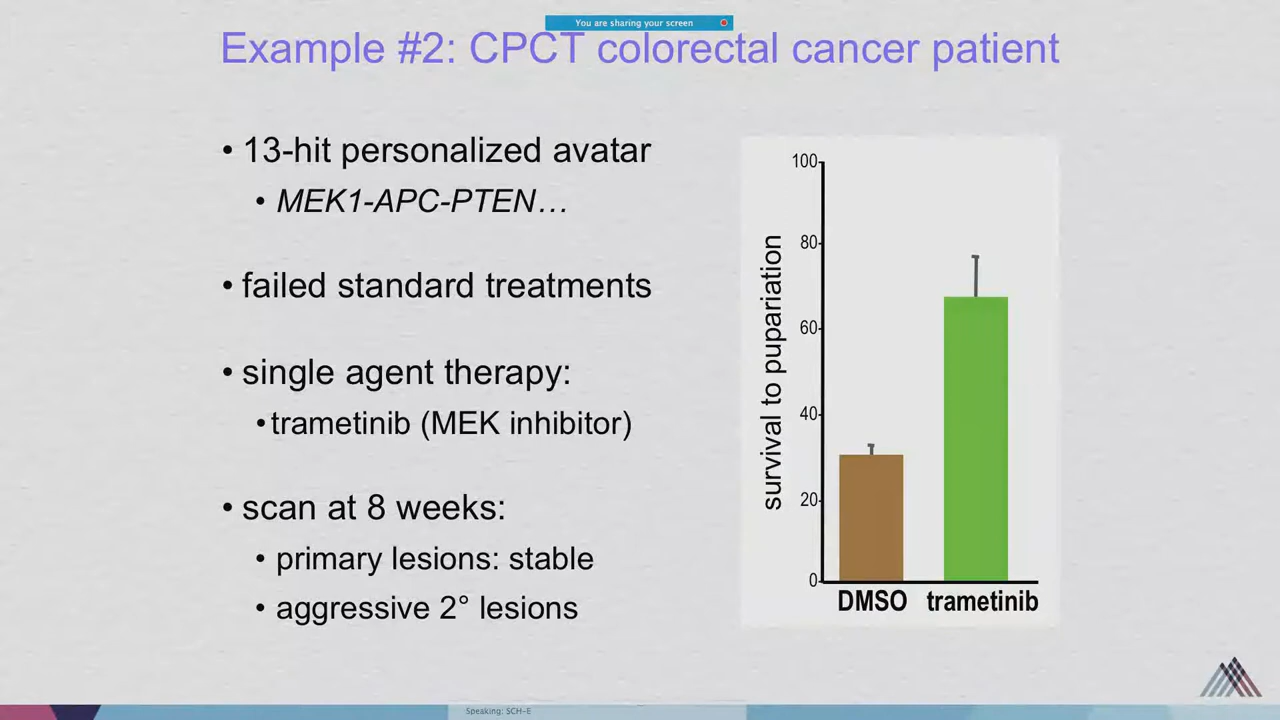 You are sharing your screen
Example #2: CPCT colorectal cancer patient
• 13-hit personalized avatar
• MEK1-APC-PTEN…
• failed standard treatments
• single agent therapy:
• trametinib (MEK inhibitor)
• scan at 8 weeks:
• primary lesions: stable
• aggressive 2° lesions
survival to pupariation
100
80
60
40
20
0
DMSO trametinib
Speaking: SCH-E